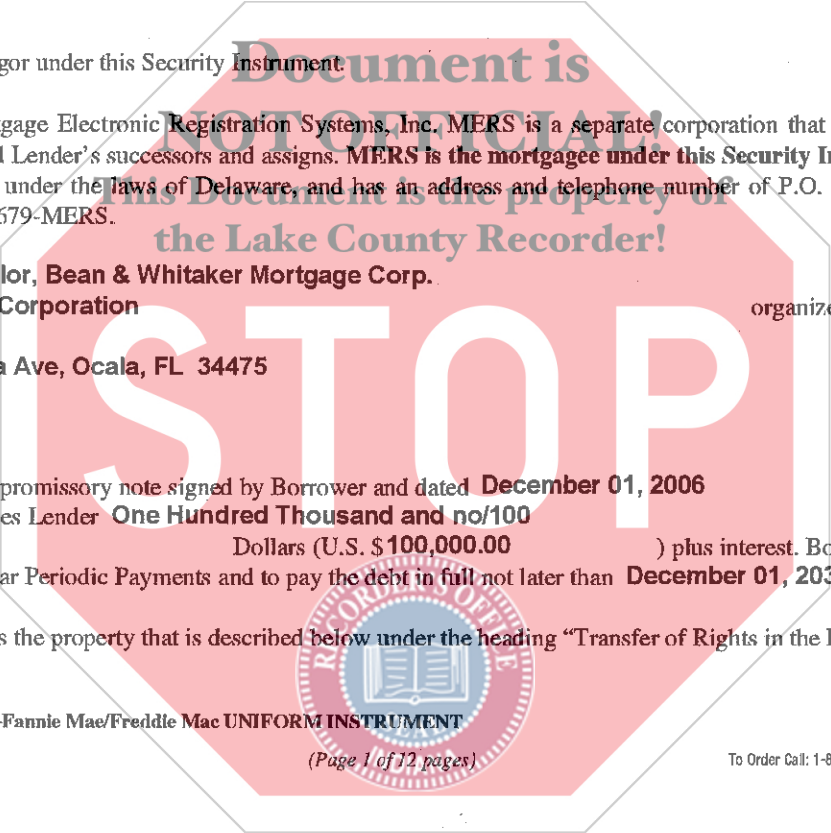 gor under this Security Instrument.
Document is
NOT OFFICIAL!
gage Electronic Registration Systems, Inc. MERS is a separate corporation that
Lender's successors and assigns. MERS is the mortgagee under this Security
This Document is the property of
under the laws of Delaware, and has an address and telephone number of P.O.
679-MERS.
the Lake County Recorder!
lor, Bean & Whitaker Mortgage Corp.
Corporation
organize
STOP
a Ave, Ocala, FL 34475
promissory note signed by Borrower and dated December 01, 2006
es Lender One Hundred Thousand and no/100
Dollars (U.S. $100,000.00 ) plus interest. Bo
ar Periodic Payments and to pay the debt in full not later than December 01, 203
RECORDER'S OFFICE
s the property that is described below under the heading "Transfer of Rights in the
SEAL
INDIANA
-Fannie Mae/Freddie Mac UNIFORM INSTRUMENT
(Page 1 of 12 pages)
To Order Call: 1-8